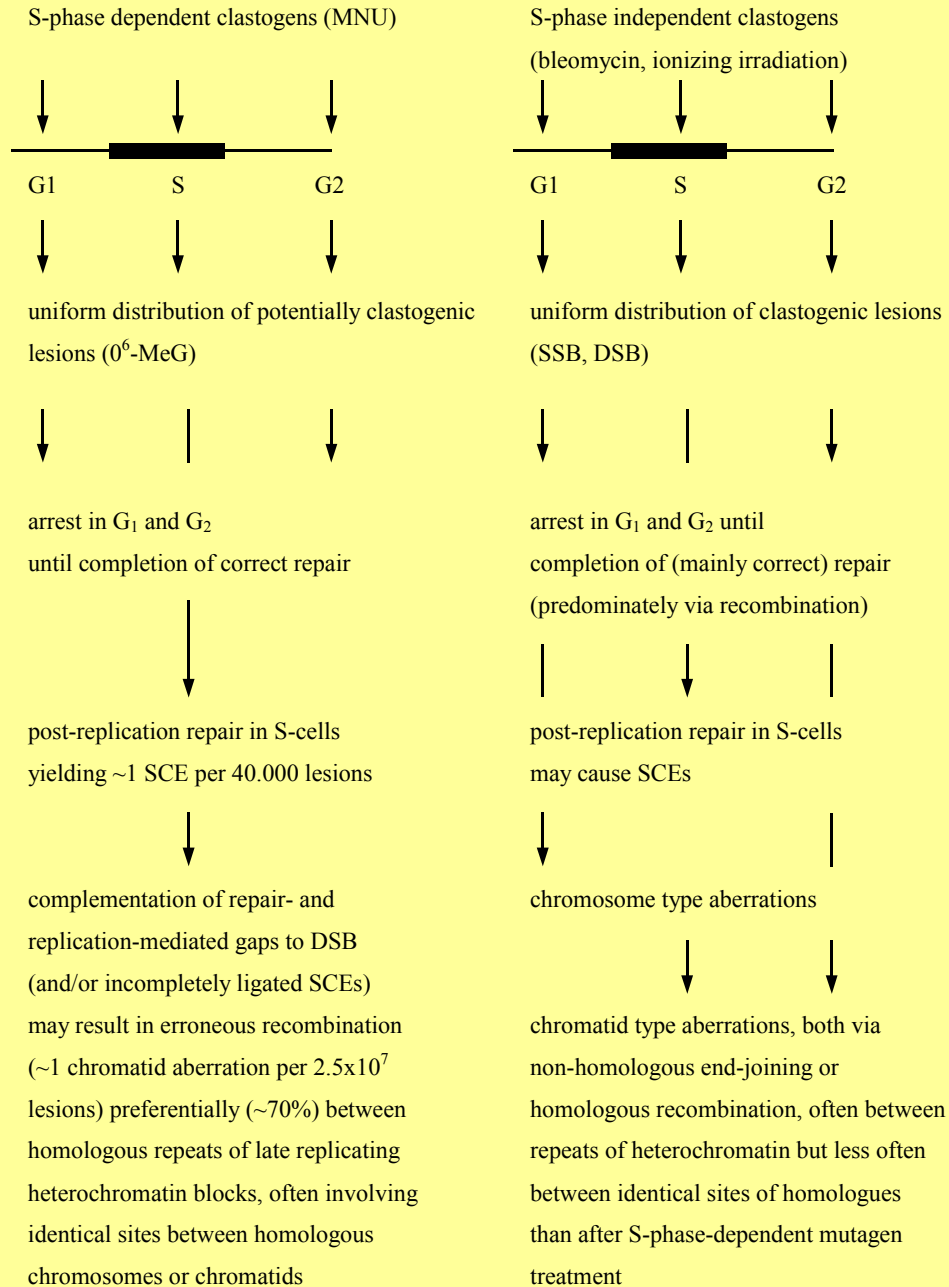 S-phase dependent clastogens (MNU)
G1 S G2
uniform distribution of potentially clastogenic
lesions (0⁶-MeG)
arrest in G₁ and G₂
until completion of correct repair
post-replication repair in S-cells
yielding ~1 SCE per 40.000 lesions
complementation of repair- and
replication-mediated gaps to DSB
(and/or incompletely ligated SCEs)
may result in erroneous recombination
(~1 chromatid aberration per 2.5x10⁷
lesions) preferentially (~70%) between
homologous repeats of late replicating
heterochromatin blocks, often involving
identical sites between homologous
chromosomes or chromatids
S-phase independent clastogens
(bleomycin, ionizing irradiation)
G1 S G2
uniform distribution of clastogenic lesions
(SSB, DSB)
arrest in G₁ and G₂ until
completion of (mainly correct) repair
(predominately via recombination)
post-replication repair in S-cells
may cause SCEs
chromosome type aberrations
chromatid type aberrations, both via
non-homologous end-joining or
homologous recombination, often between
repeats of heterochromatin but less often
between identical sites of homologues
than after S-phase-dependent mutagen
treatment